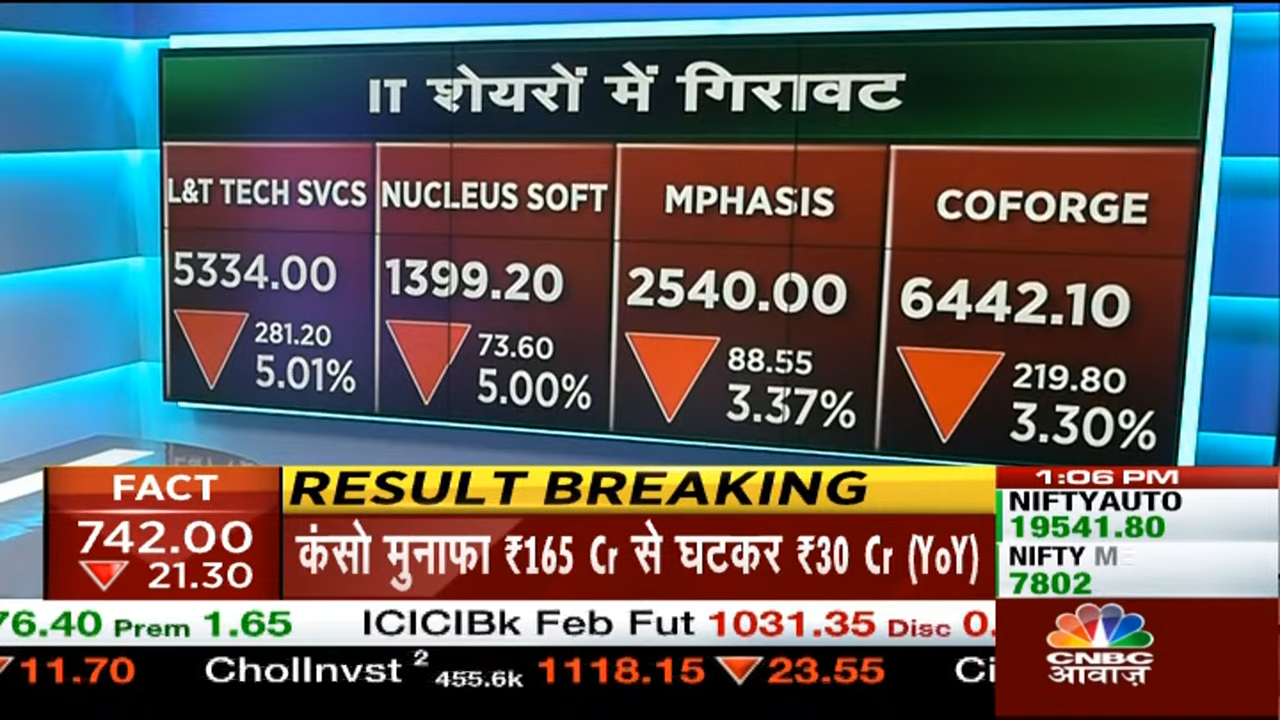 IT शेयरों में गिरावट
L&T TECH SVCS
5334.00
281.20
5.01%
NUCLEUS SOFT
1399.20
73.60
5.00%
MPHASIS
2540.00
88.55
3.37%
COFORGE
6442.10
219.80
3.30%
FACT
742.00
21.30
RESULT BREAKING
कंसो मुनाफा ₹165 Cr से घटकर ₹30 Cr (YoY)
1:06 PM
NIFTYAUTO
19541.80
NIFTY M
7802
76.40 Prem 1.65 ICICIBk Feb Fut 1031.35 Disc 0.
11.70 CholInvst 2 455.6k 1118.15 23.55 Ci
CNBC
आवाज़